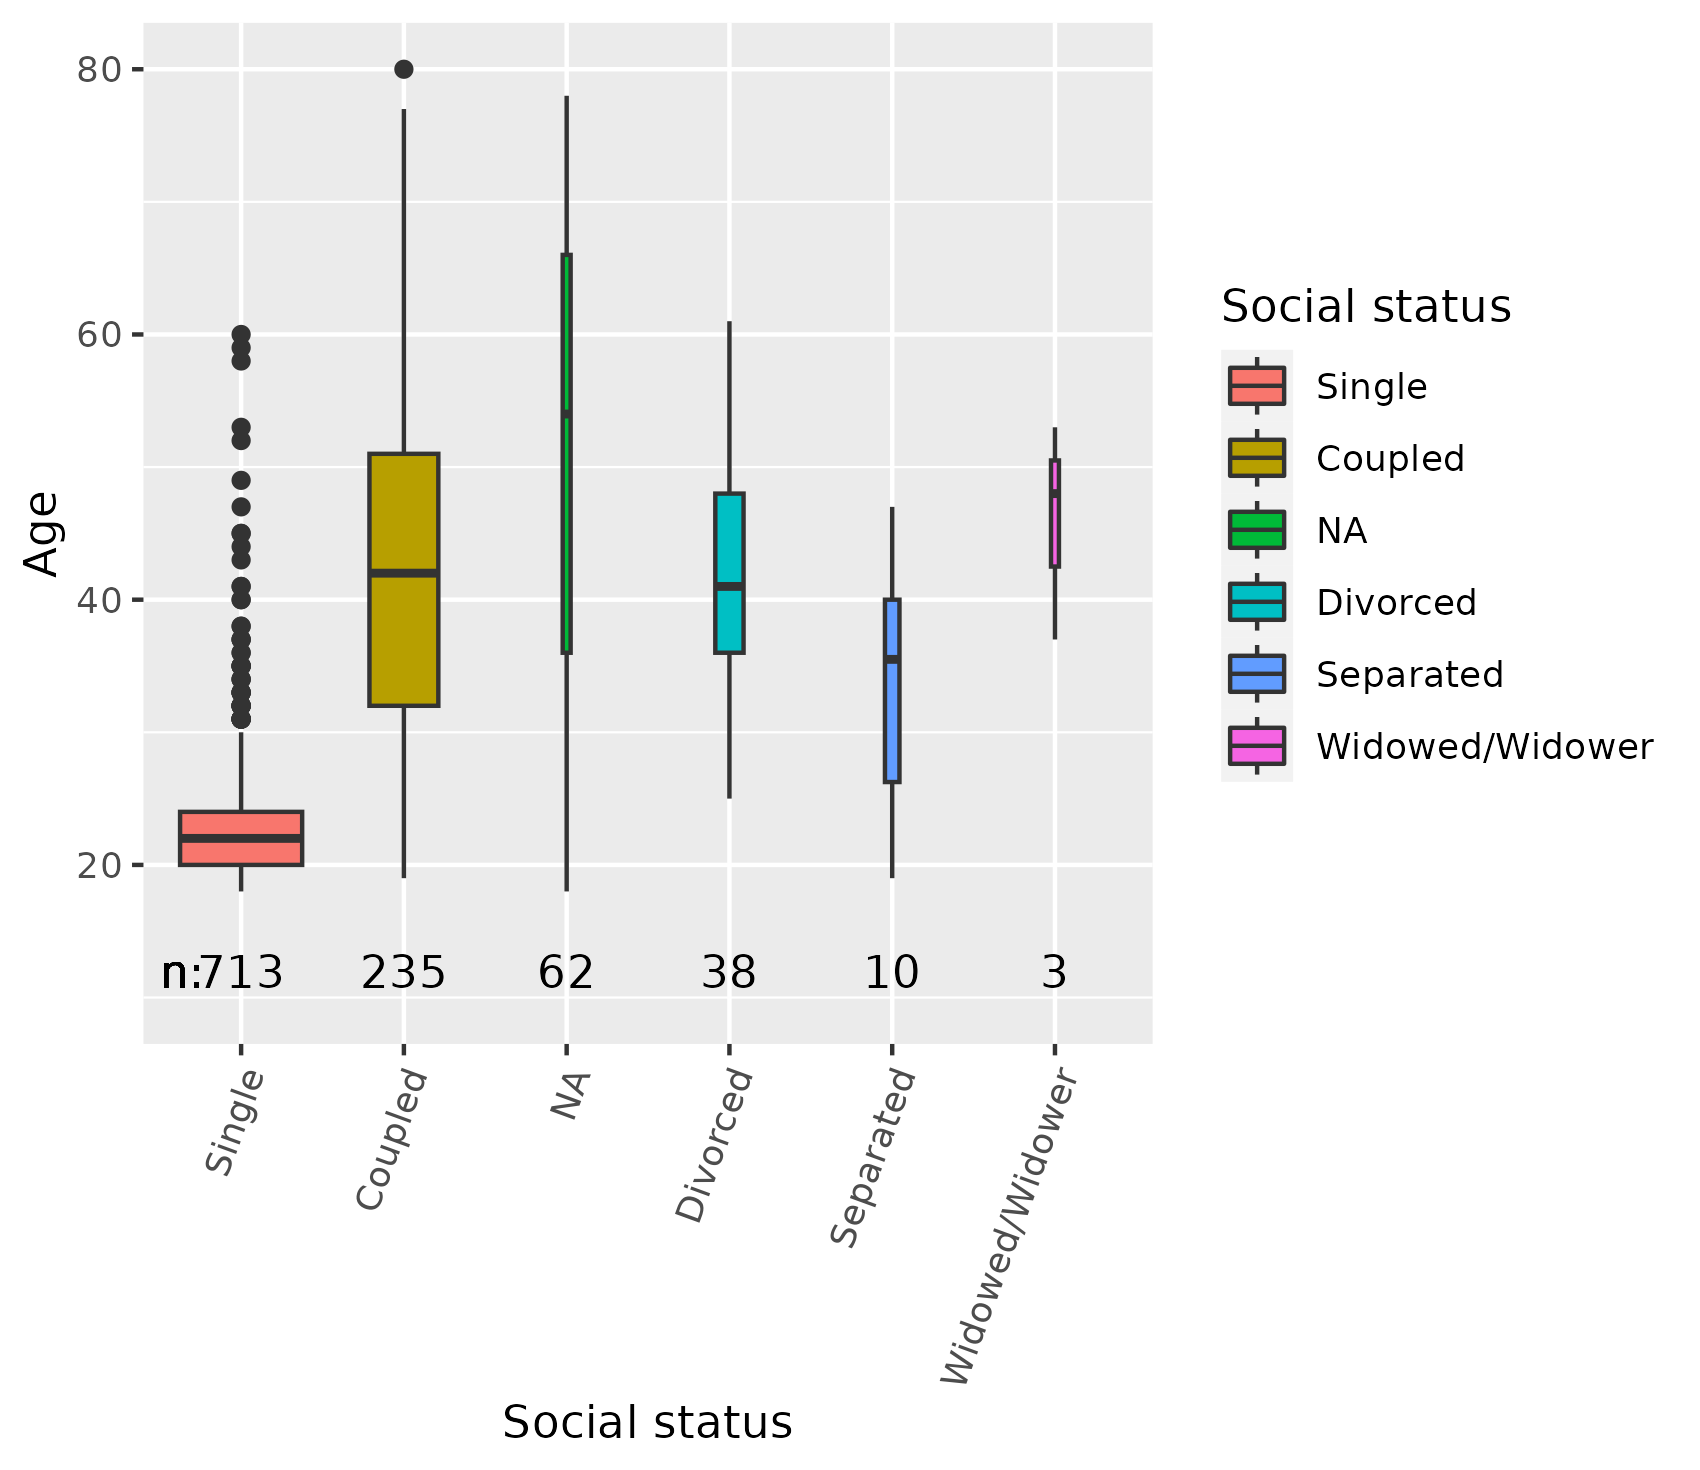 80
60
40
20
Age
n:713 235 62 38 10 3
Single
Coupled
NA
Divorced
Separated
Widowed/Widower
Social status
Social status
Single
Coupled
NA
Divorced
Separated
Widowed/Widower